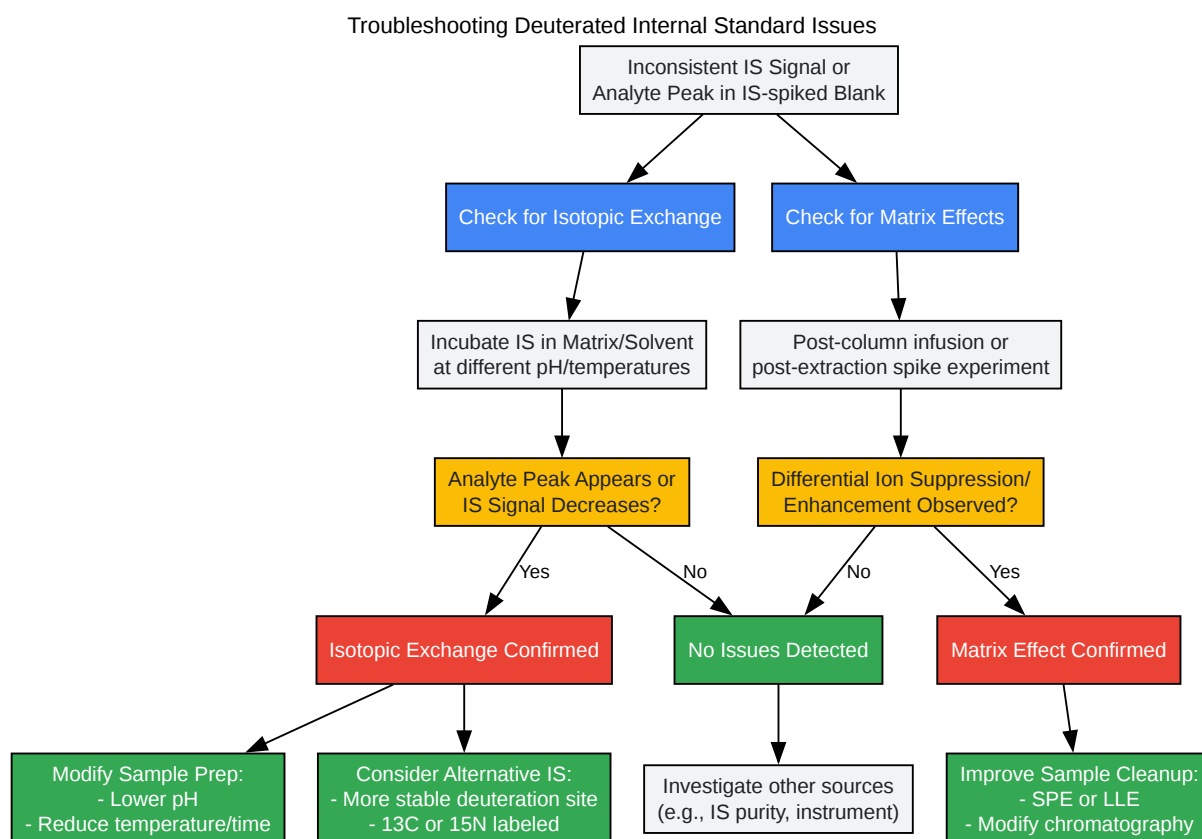 Troubleshooting Deuterated Internal Standard Issues
Inconsistent IS Signal or
Analyte Peak in IS-spiked Blank
Check for Isotopic Exchange
Check for Matrix Effects
Incubate IS in Matrix/Solvent
at different pH/temperatures
Post-column infusion or
post-extraction spike experiment
Analyte Peak Appears or
IS Signal Decreases?
Differential Ion Suppression/
Enhancement Observed?
Yes
No
No
Yes
Isotopic Exchange Confirmed
No Issues Detected
Matrix Effect Confirmed
Modify Sample Prep:
- Lower pH
- Reduce temperature/time
Consider Alternative IS:
- More stable deuteration site
- 13C or 15N labeled
Investigate other sources
(e.g., IS purity, instrument)
Improve Sample Cleanup:
- SPE or LLE
- Modify chromatography